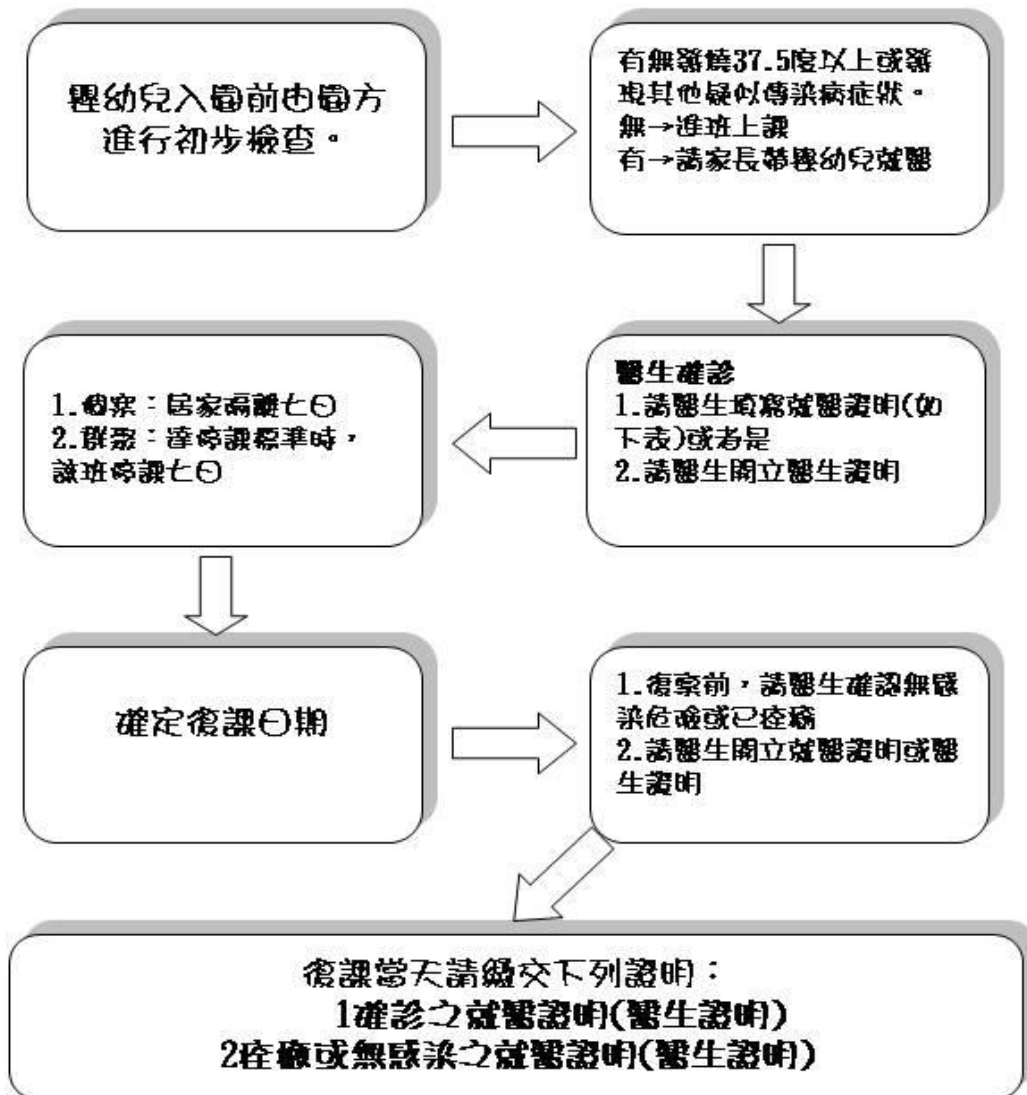 嬰幼兒入園前由園方
進行初步檢查。
有無發燒37.5度以上或發
現其他疑似傳染病症狀。
無→進班上課
有→請家長帶嬰幼兒就醫
醫生確診
1.請醫生填寫就醫證明(如
下表)或者是
2.請醫生開立醫生證明
1.個案：居家隔離七日
2.群聚：達停課標準時，
該班停課七日
確定復課日期
1.復案前，請醫生確認無感
染危險或已痊癒
2.請醫生開立就醫證明或醫
生證明
復課當天請繳交下列證明：
1確診之就醫證明(醫生證明)
2痊癒或無感染之就醫證明(醫生證明)